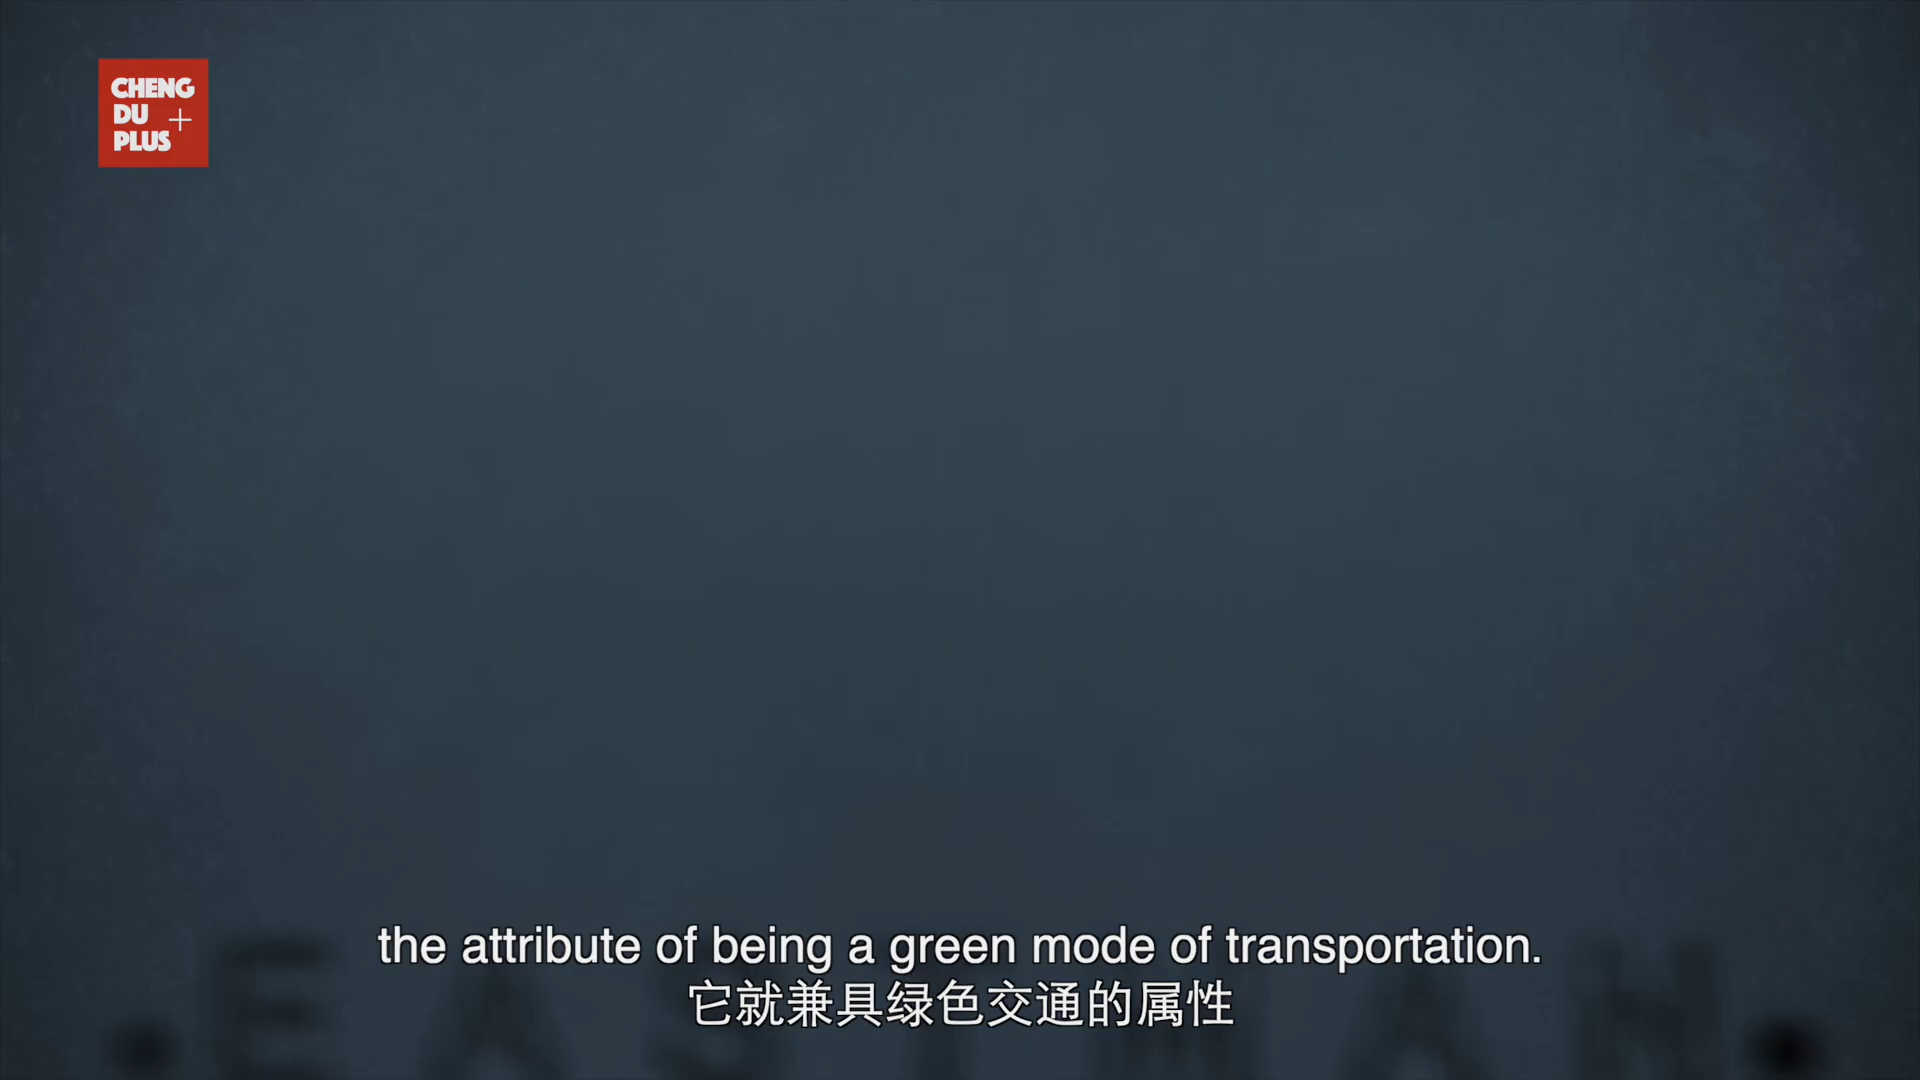 CHENG
DU
PLUS+
the attribute of being a green mode of transportation.
它就兼具绿色交通的属性